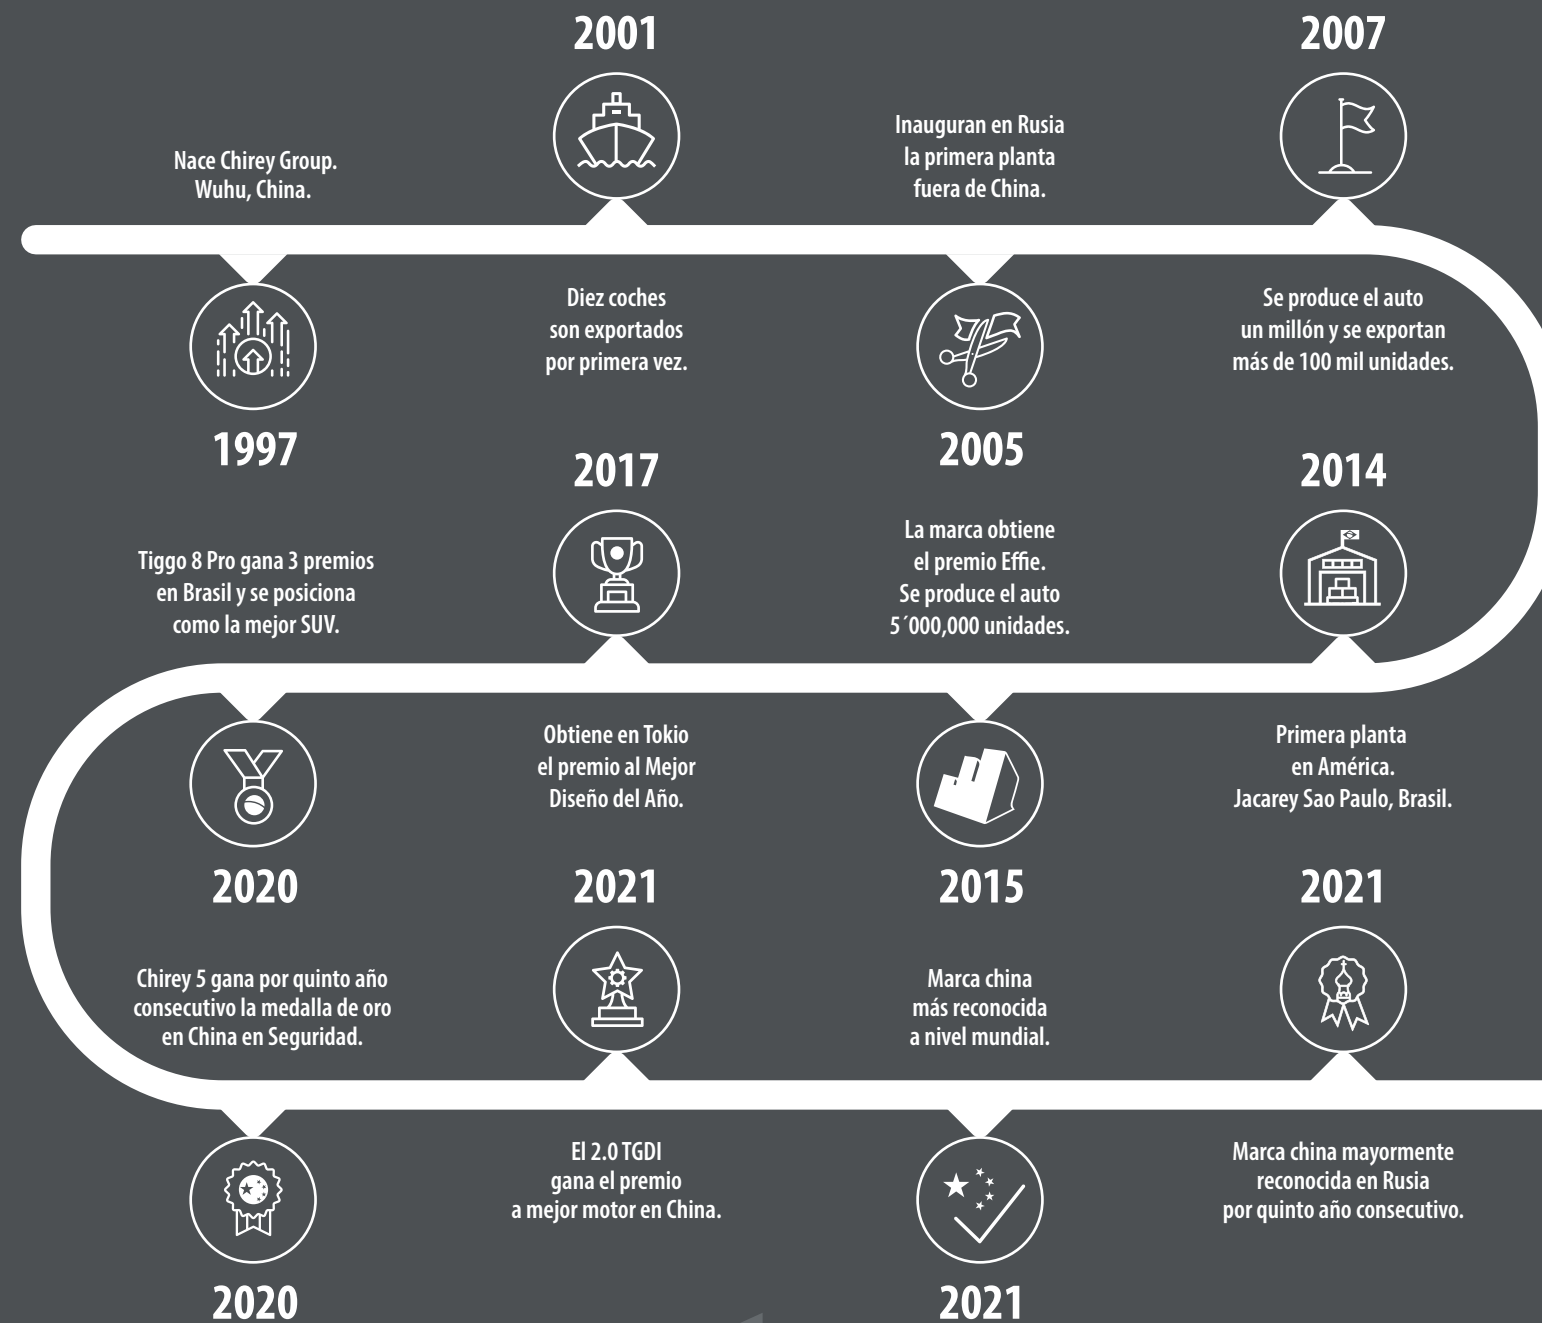 Nace Chirey Group.
Wuhu, China.
1997
2001
Diez coches
son exportados
por primera vez.
Inauguran en Rusia
la primera planta
fuera de China.
2005
2007
Se produce el auto
un millón y se exportan
más de 100 mil unidades.
2014
Primera planta
en América.
Jacarey Sao Paulo, Brasil.
La marca obtiene
el premio Effie.
Se produce el auto
5´000,000 unidades.
2015
2017
Obtiene en Tokio
el premio al Mejor
Diseño del Año.
Tiggo 8 Pro gana 3 premios
en Brasil y se posiciona
como la mejor SUV.
2020
Chirey 5 gana por quinto año
consecutivo la medalla de oro
en China en Seguridad.
2020
2021
El 2.0 TGDI
gana el premio
a mejor motor en China.
Marca china
más reconocida
a nivel mundial.
2021
2021
Marca china mayormente
reconocida en Rusia
por quinto año consecutivo.